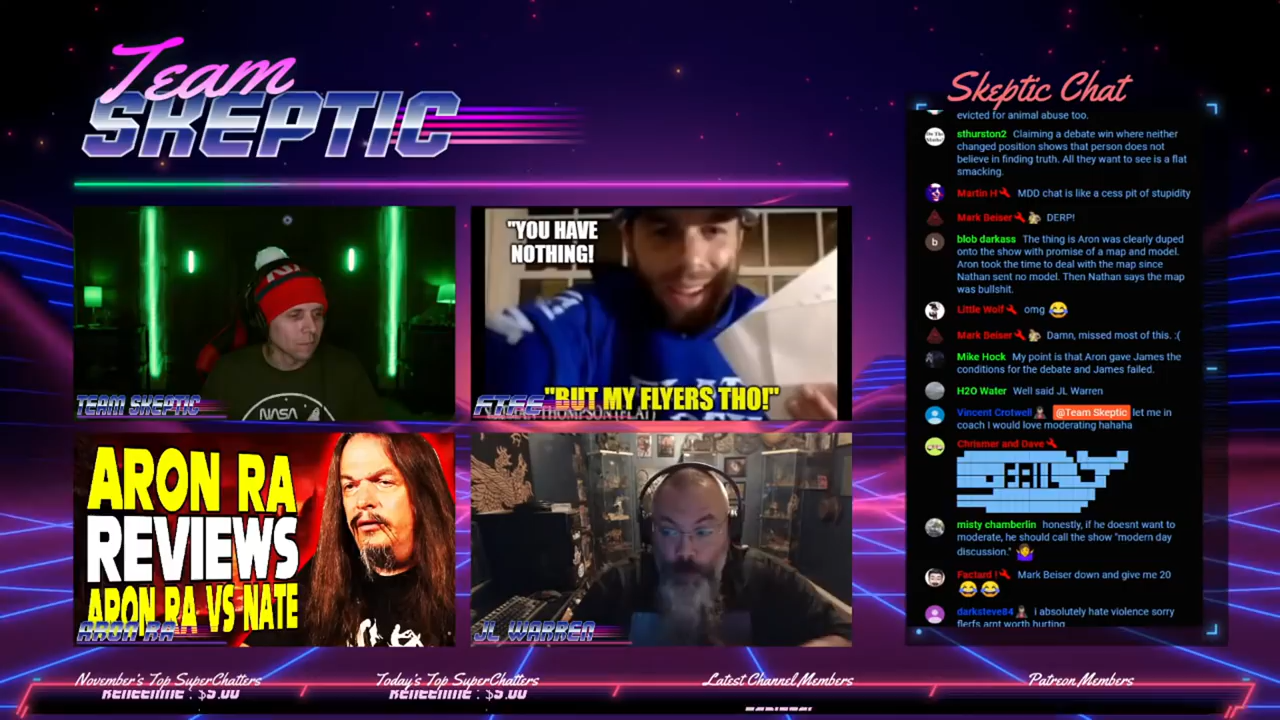 Team
SKEPTIC
Skeptic Chat
evicted for animal abuse too.
sthurston2 Claiming a debate win where neither
changed position shows that person does not
believe in finding truth. All they want to see is a flat
smacking.
Martin H MDD chat is like a cess pit of stupidity
Mark Beiser DERP!
blob darkass The thing is Aron was clearly duped
onto the show with promise of a map and model.
Aron took the time to deal with the map since
Nathan sent no model. Then Nathan says the map
was bullshit.
Little Wolf omg
Mark Beiser Damn, missed most of this. :(
Mike Hock My point is that Aron gave James the
conditions for the debate and James failed.
H2O Water Well said JL Warren
Vincent Crotwell @Team Skeptic let me in
coach I would love moderating hahaha
Chrismer and Dave
FAIL
misty chamberlin honestly, if he doesnt want to
moderate, he should call the show "modern day
discussion."
Factard ! Mark Beiser down and give me 20
darksteve84 i absolutely hate violence sorry
flerfs ant worth hurting
NASA
TEAM SKEPTIC
"YOU HAVE
NOTHING!
"BUT MY FLYERS THO!"
FTFE
THOMPSON (FLAT)
ARON RA
REVIEWS
ARON RA VS NATE
ARON RA
JL WARREN
November's Top SuperChatters
RENEEMME : $5.00
Today's Top SuperChatters
RENEEMME : $5.00
Latest Channel Members
Patreon Members